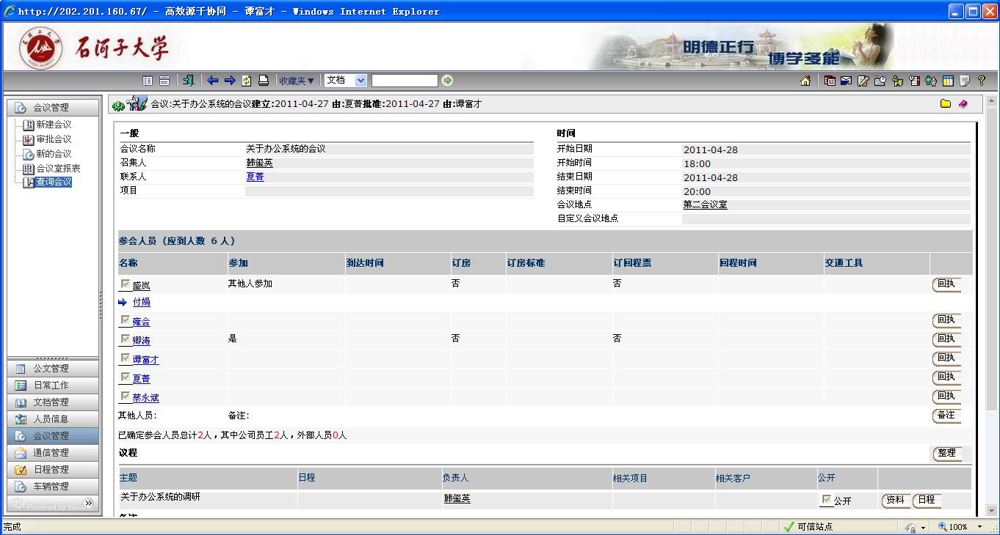 http://202.201.160.67/ - 高效源于协同 - 谭富才 - Windows Internet Explorer
石河子大学
明德正行
博学多能
收藏夹
文档
会议管理
新建会议
审批会议
新的会议
会议室报表
查询会议
公文管理
日常工作
文档管理
人员信息
会议管理
通信管理
日程管理
车辆管理
Powered by
会议:关于办公系统的会议建立:2011-04-27 由:夏菁批准:2011-04-27 由:谭富才
一般
会议名称 关于办公系统的会议
召集人 韩玺英
联系人 夏菁
项目
时间
开始日期 2011-04-28
开始时间 18:00
结束日期 2011-04-28
结束时间 20:00
会议地点 第二会议室
自定义会议地点
参会人员 (应到人数 6 人)
名称 参加 到达时间 订房 订房标准 订回程票 回程时间 交通工具
盛岚 其他人参加 否 否 回执
付娟
雍会 回执
卿涛 是 否 否 回执
谭富才 回执
夏菁 回执
蔡永斌 回执
其他人员: 备注: 备注
已确定参会人员总计2人,其中公司员工2人,外部人员0人
议程 整理
主题 日程 负责人 相关项目 相关客户 公开
关于办公系统的调研 韩玺英 公开 资料 日程
完成 可信站点 100%